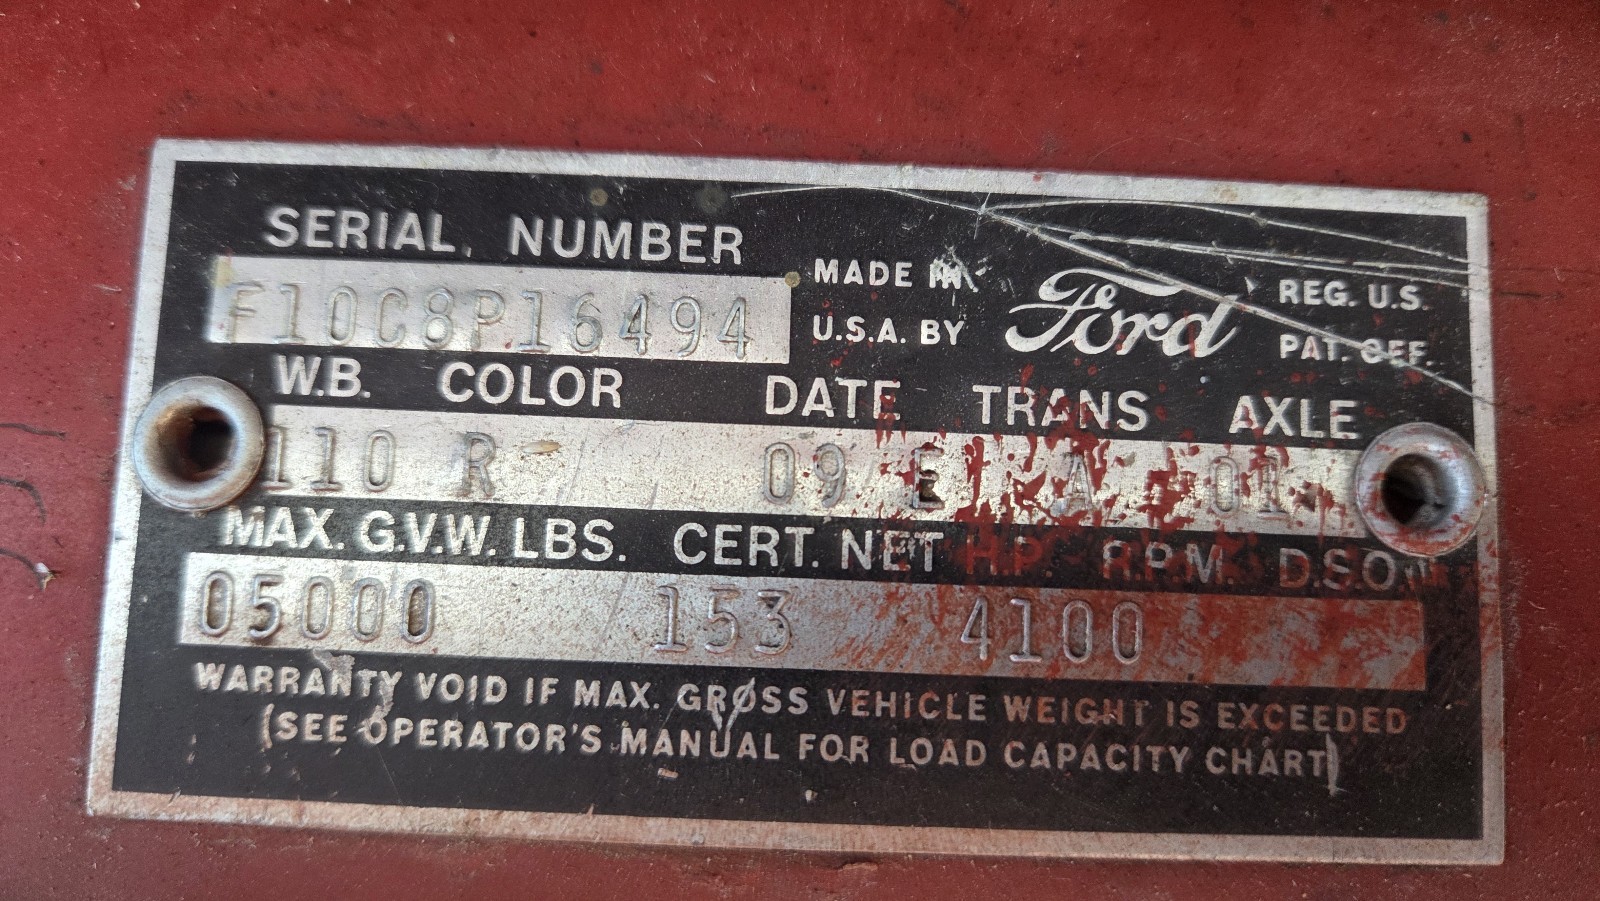 SERIAL NUMBER
F10C8P16494
MADE IN
U.S.A. BY
Ford
REG. U.S.
PAT. OFF.
W.B. COLOR DATE TRANS AXLE
110 R 09 E A 01
MAX. G.V.W. LBS. CERT. NET H.P. R.P.M. D.S.O.
05000 153 4100
WARRANTY VOID IF MAX. GROSS VEHICLE WEIGHT IS EXCEEDED
(SEE OPERATOR'S MANUAL FOR LOAD CAPACITY CHART)